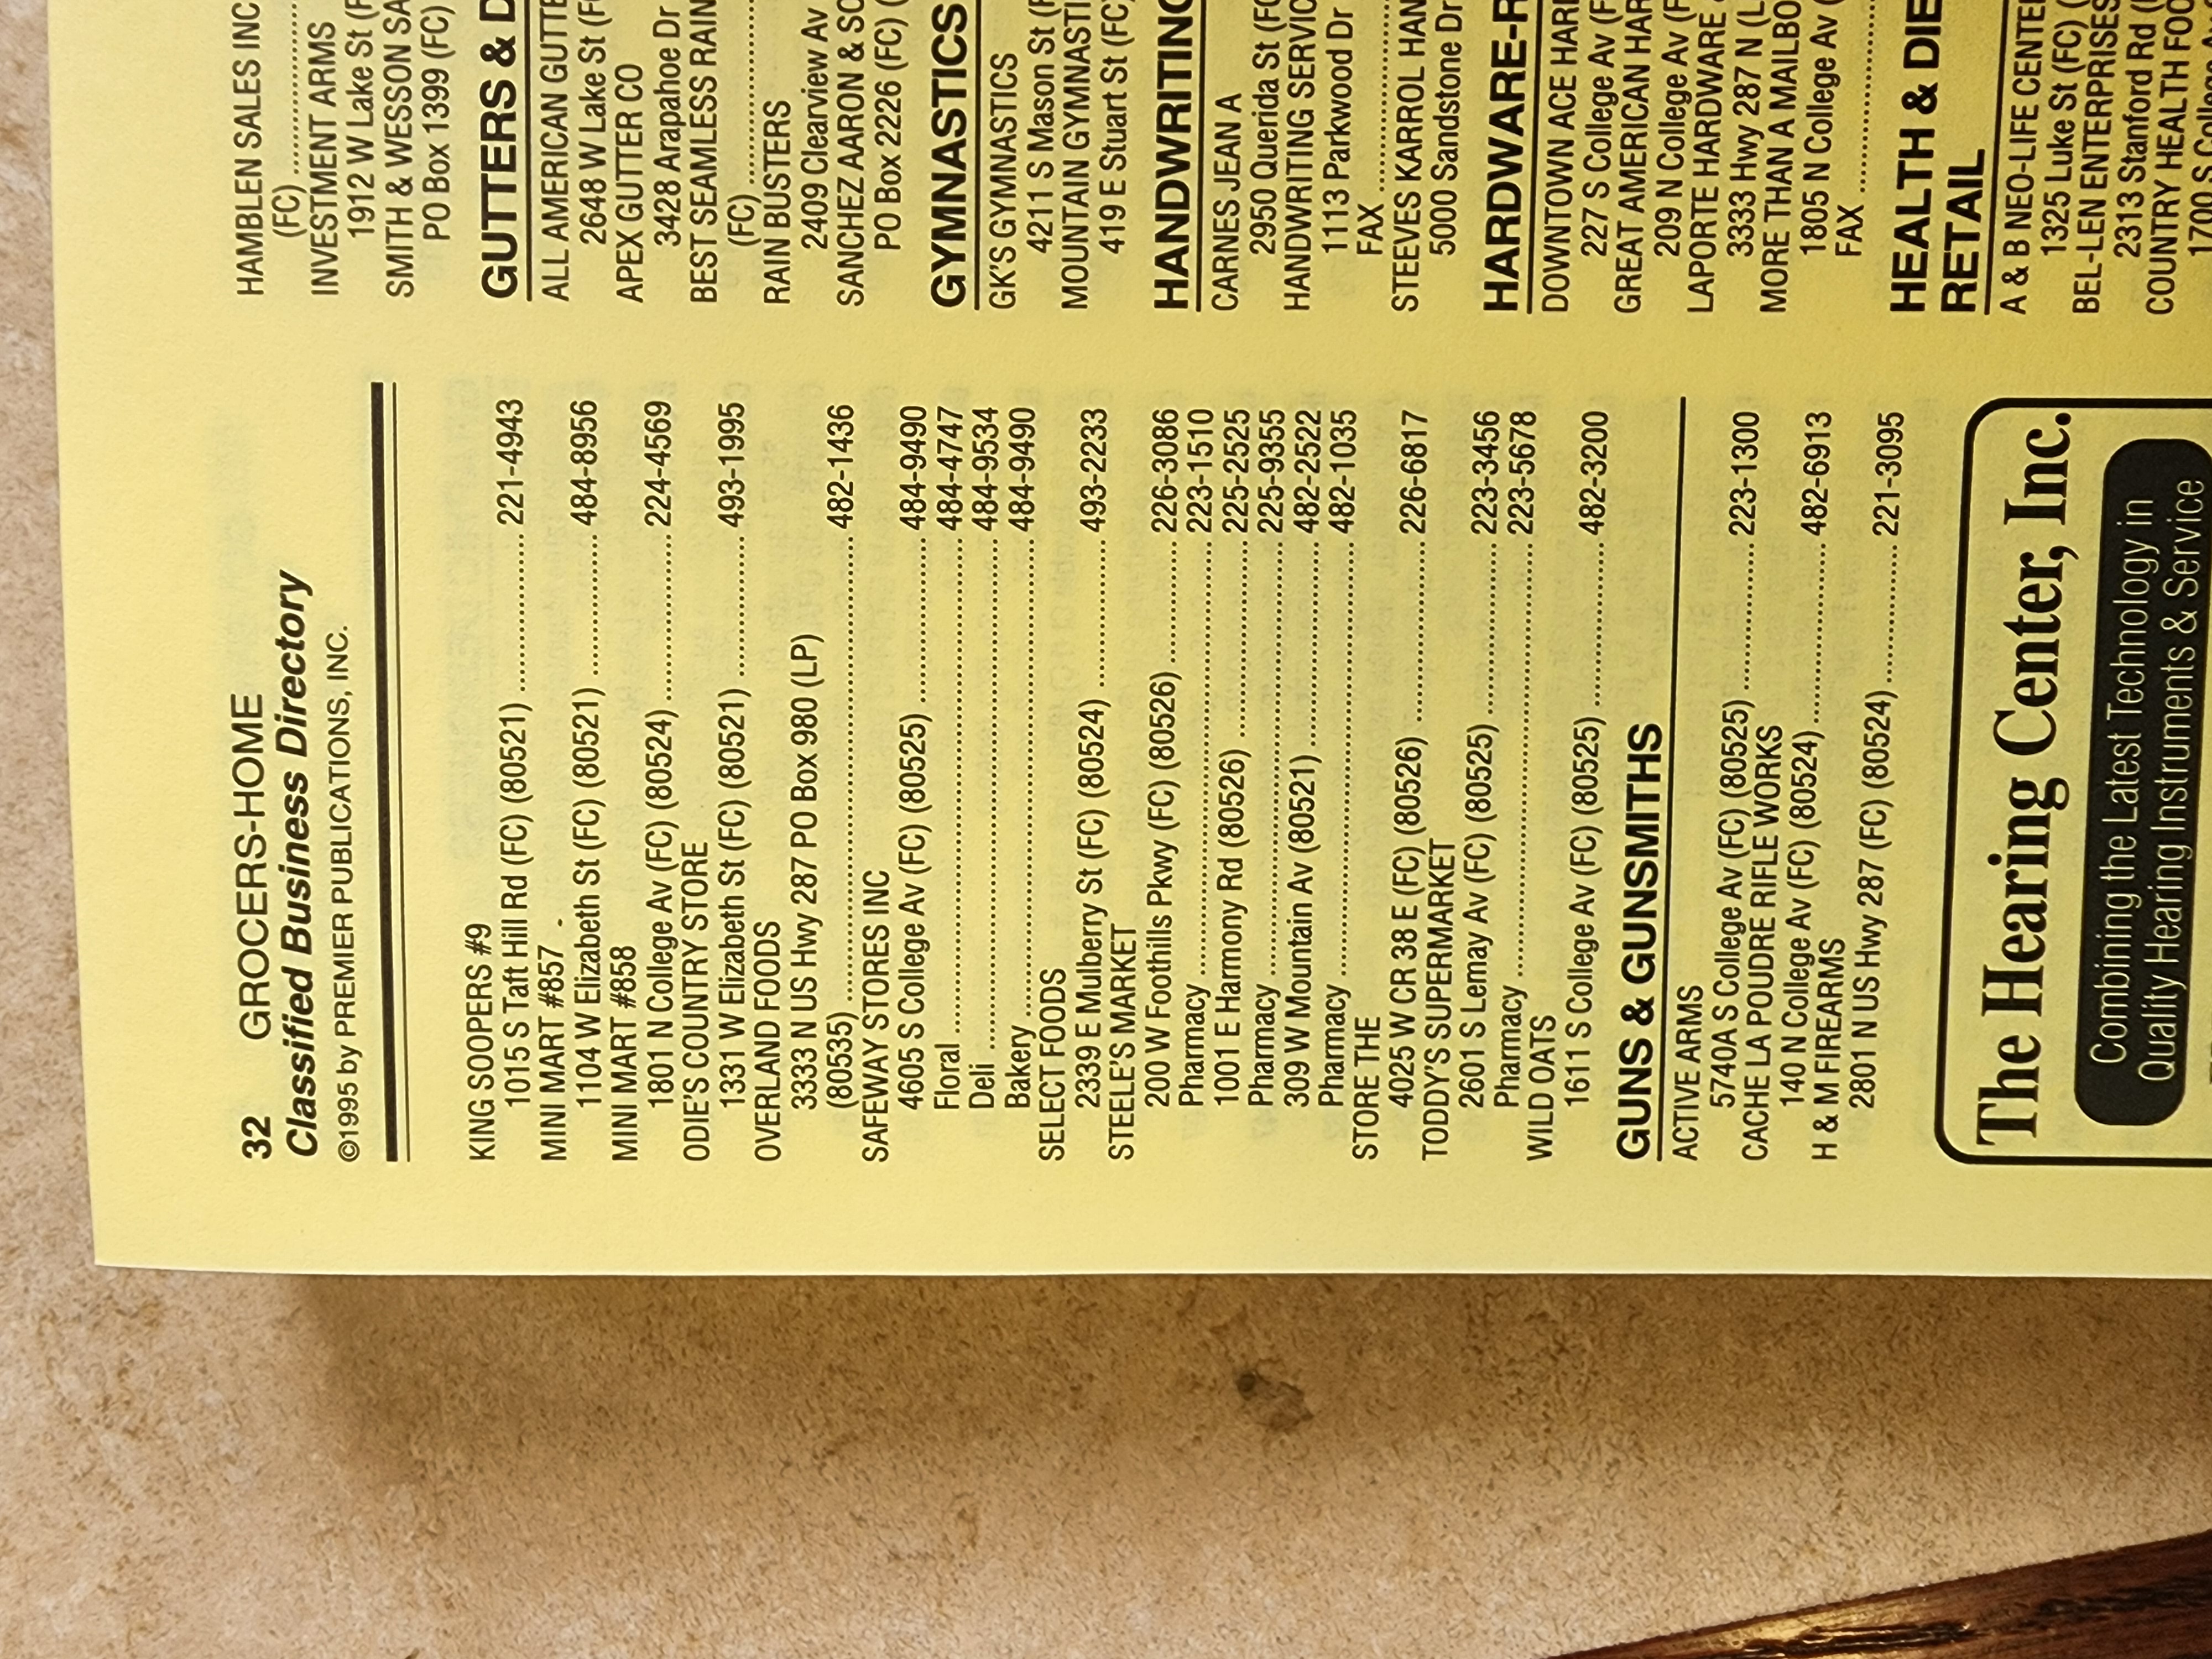 32 GROCERS-HOME
Classified Business Directory
©1995 by PREMIER PUBLICATIONS, INC.
KING SOOPERS #9
1015 S Taft Hill Rd (FC) (80521) .................. 221-4943
MINI MART #857
1104 W Elizabeth St (FC) (80521) ................ 484-8956
MINI MART #858
1801 N College Av (FC) (80524) .................. 224-4569
ODIE'S COUNTRY STORE
1331 W Elizabeth St (FC) (80521) ................ 493-1995
OVERLAND FOODS
3333 N US Hwy 287 PO Box 980 (LP)
(80535) ........................................................ 482-1436
SAFEWAY STORES INC
4605 S College Av (FC) (80525) .................. 484-9490
Floral ............................................................ 484-4747
Deli .............................................................. 484-9534
Bakery .......................................................... 484-9490
SELECT FOODS
2339 E Mulberry St (FC) (80524) ................. 493-2233
STEELE'S MARKET
200 W Foothills Pkwy (FC) (80526) ............. 226-3086
Pharmacy ..................................................... 223-1510
1001 E Harmony Rd (80526) ....................... 225-2525
Pharmacy ..................................................... 225-9355
309 W Mountain Av (80521) ........................ 482-2522
Pharmacy ..................................................... 482-1035
STORE THE
4025 W CR 38 E (FC) (80526) ..................... 226-6817
TODDY'S SUPERMARKET
2601 S Lemay Av (FC) (80525) ................... 223-3456
Pharmacy ..................................................... 223-5678
WILD OATS
1611 S College Av (FC) (80525) .................. 482-3200
GUNS & GUNSMITHS
ACTIVE ARMS
5740A S College Av (FC) (80525) ................ 223-1300
CACHE LA POUDRE RIFLE WORKS
140 N College Av (FC) (80524) .................... 482-6913
H & M FIREARMS
2801 N US Hwy 287 (FC) (80524) ............... 221-3095
The Hearing Center, Inc.
Combining the Latest Technology in
Quality Hearing Instruments & Service
HAMBLEN SALES INC
(FC) ................
INVESTMENT ARMS
1912 W Lake St
SMITH & WESSON
PO Box 1399 (FC)
GUTTERS &
ALL AMERICAN
2648 W Lake St
APEX GUTTER CO
3428 Arapahoe Dr
BEST SEAMLESS
(FC) ................
RAIN BUSTERS
2409 Clearview Av
SANCHEZ AARON &
PO Box 2226 (FC)
GYMNASTICS
GK'S GYMNASTICS
4211 S Mason St
MOUNTAIN
419 E Stuart St (FC)
HANDWRITING
CARNES JEAN A
2950 Querida St
HANDWRITING
1113 Parkwood Dr
FAX ................
STEEVES KARROL
5000 Sandstone Dr
HARDWARE-
DOWNTOWN ACE
227 S College Av
GREAT AMERICAN
209 N College Av
LAPORTE HARDWARE
3333 Hwy 287 N
MORE THAN A
1805 N College Av
FAX ................
HEALTH &
RETAIL
A & B NEO-LIFE
1325 Luke St (FC)
BEL-LEN ENTERPRISES
2313 Stanford Rd
COUNTRY HEALTH
1700 S